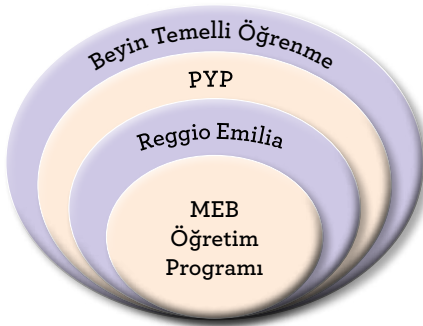 Beyin Temelli Öğrenme
PYP
Reggio Emilia
MEB
Öğretim
Programı